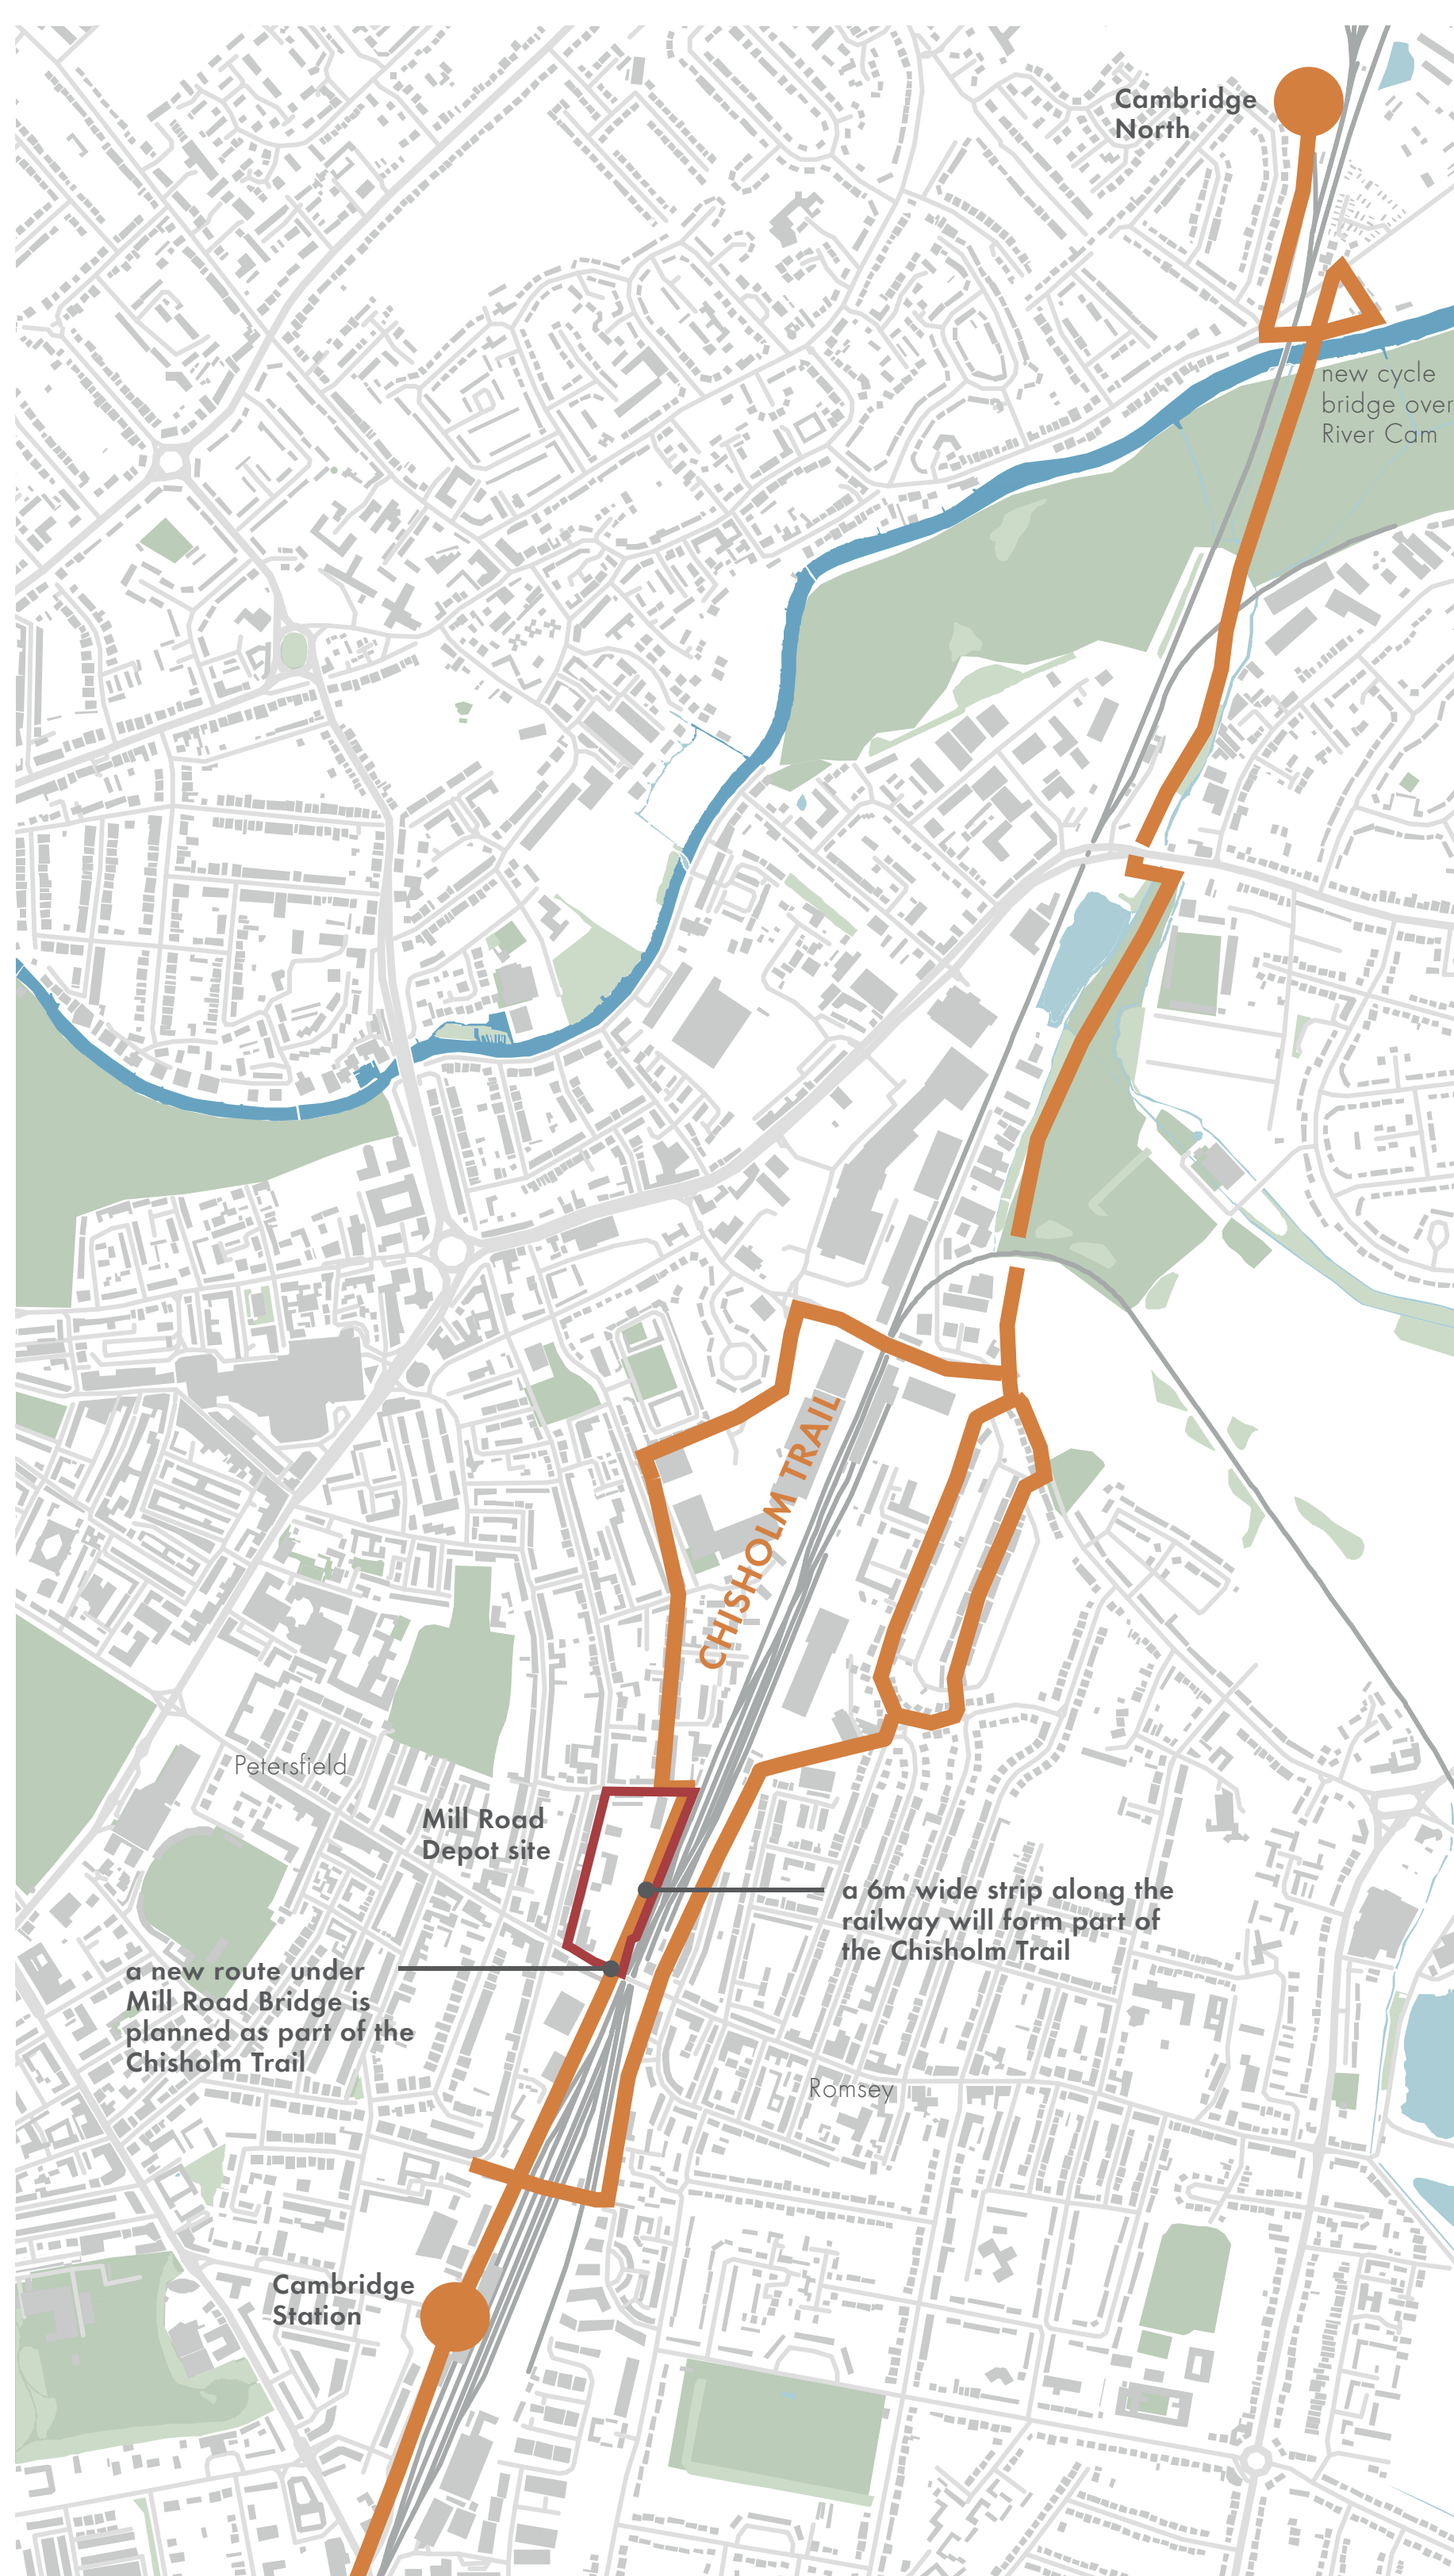 Cambridge
North
new cycle
bridge over
River Cam
CHISHOLM TRAIL
Petersfield
Mill Road
Depot site
a 6m wide strip along the
railway will form part of
the Chisholm Trail
a new route under
Mill Road Bridge is
planned as part of the
Chisholm Trail
Romsey
Cambridge
Station